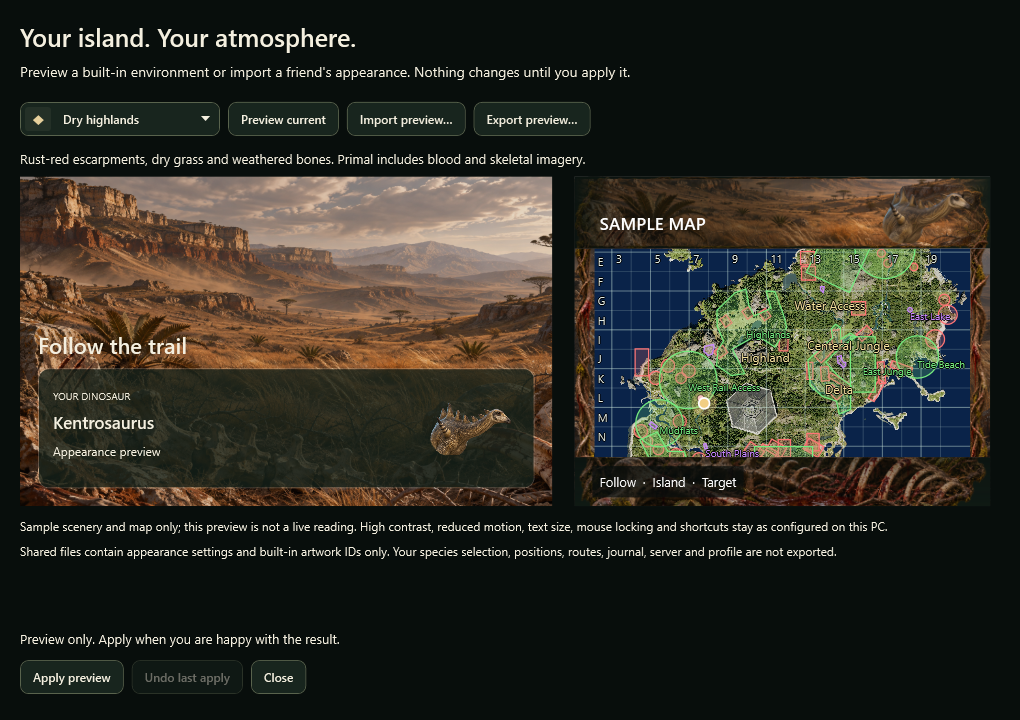 Your island. Your atmosphere.
Preview a built-in environment or import a friend's appearance. Nothing changes until you apply it.
Dry highlands
Preview current
Import preview...
Export preview...
Rust-red escarpments, dry grass and weathered bones. Primal includes blood and skeletal imagery.
Follow the trail
YOUR DINOSAUR
Kentrosaurus
Appearance preview
SAMPLE MAP
3 5 7 9 11 13 15 17 19
E
F
G
H
I
J
K
L
M
N
Water Access
East Lake
Highlands
Highland
Centeral Jungle
Tide Beach
East Jungle
West Rail Access
Delta
Mudflats
South Plains
Follow · Island · Target
Sample scenery and map only; this preview is not a live reading. High contrast, reduced motion, text size, mouse locking and shortcuts stay as configured on this PC.
Shared files contain appearance settings and built-in artwork IDs only. Your species selection, positions, routes, journal, server and profile are not exported.
Preview only. Apply when you are happy with the result.
Apply preview
Undo last apply
Close